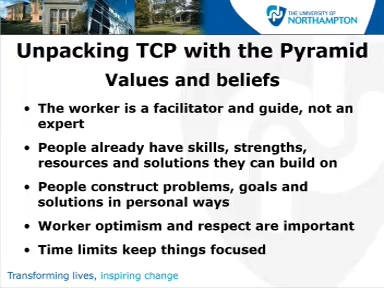 THE UNIVERSITY OF
NORTHAMPTON
Unpacking TCP with the Pyramid
Values and beliefs
• The worker is a facilitator and guide, not an
expert
• People already have skills, strengths,
resources and solutions they can build on
• People construct problems, goals and
solutions in personal ways
• Worker optimism and respect are important
• Time limits keep things focused
Transforming lives, inspiring change